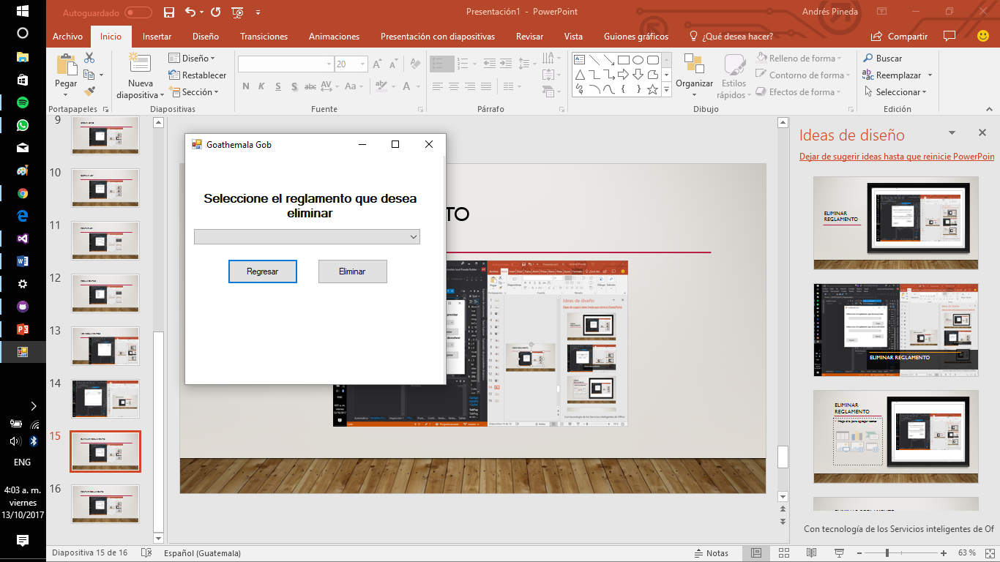 Autoguardado
Presentación1 - PowerPoint
Andrés Pineda
Archivo
Inicio
Insertar
Diseño
Transiciones
Animaciones
Presentación con diapositivas
Revisar
Vista
Guiones gráficos
¿Qué desea hacer?
Compartir
Pegar
Nueva
diapositiva
Diseño
Restablecer
Sección
20
N K S S abc AV Aa A
Organizar
Estilos
rápidos
Relleno de forma
Contorno de forma
Efectos de forma
Buscar
Reemplazar
Seleccionar
Portapapeles
Diapositivas
Fuente
Párrafo
Dibujo
Edición
9
10
11
12
13
14
15
16
Goathemala Gob
Seleccione el reglamento que desea
eliminar
Regresar
Eliminar
TO
Ideas de diseño
Dejar de sugerir ideas hasta que reinicie PowerPoin
ELIMINAR
REGLAMENTO
ELIMINAR REGLAMENTO
ELIMINAR
REGLAMENTO
Con tecnología de los Servicios inteligentes de Of
ENG
4:03 a. m.
viernes
13/10/2017
Diapositiva 15 de 16
Español (Guatemala)
Notas
63 %